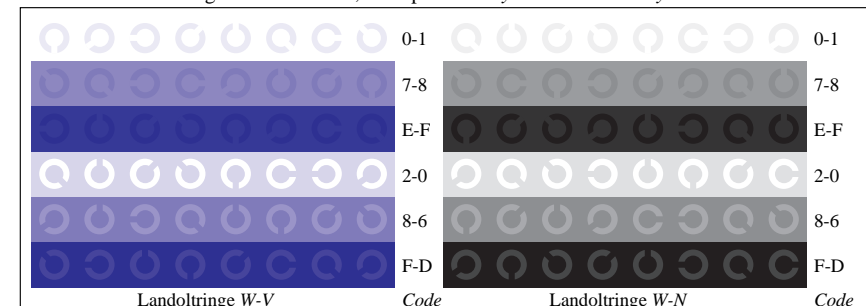 0-1 0-1
7-8 7-8
E-F E-F
2-0 2-0
8-6 8-6
F-D F-D
Landoltringe W-V Code Landoltringe W-N Code